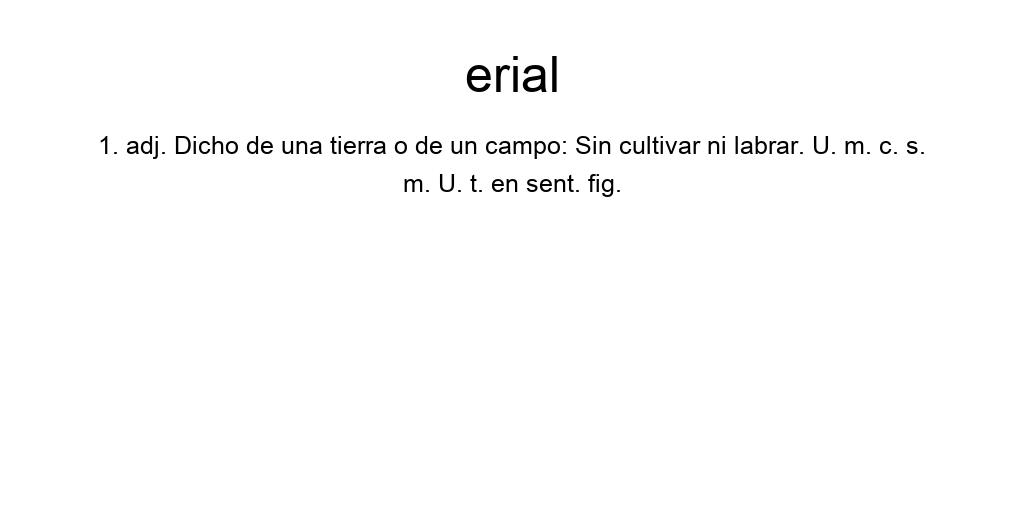 erial
1. adj. Dicho de una tierra o de un campo: Sin cultivar ni labrar. U. m. c. s.
m. U. t. en sent. fig.